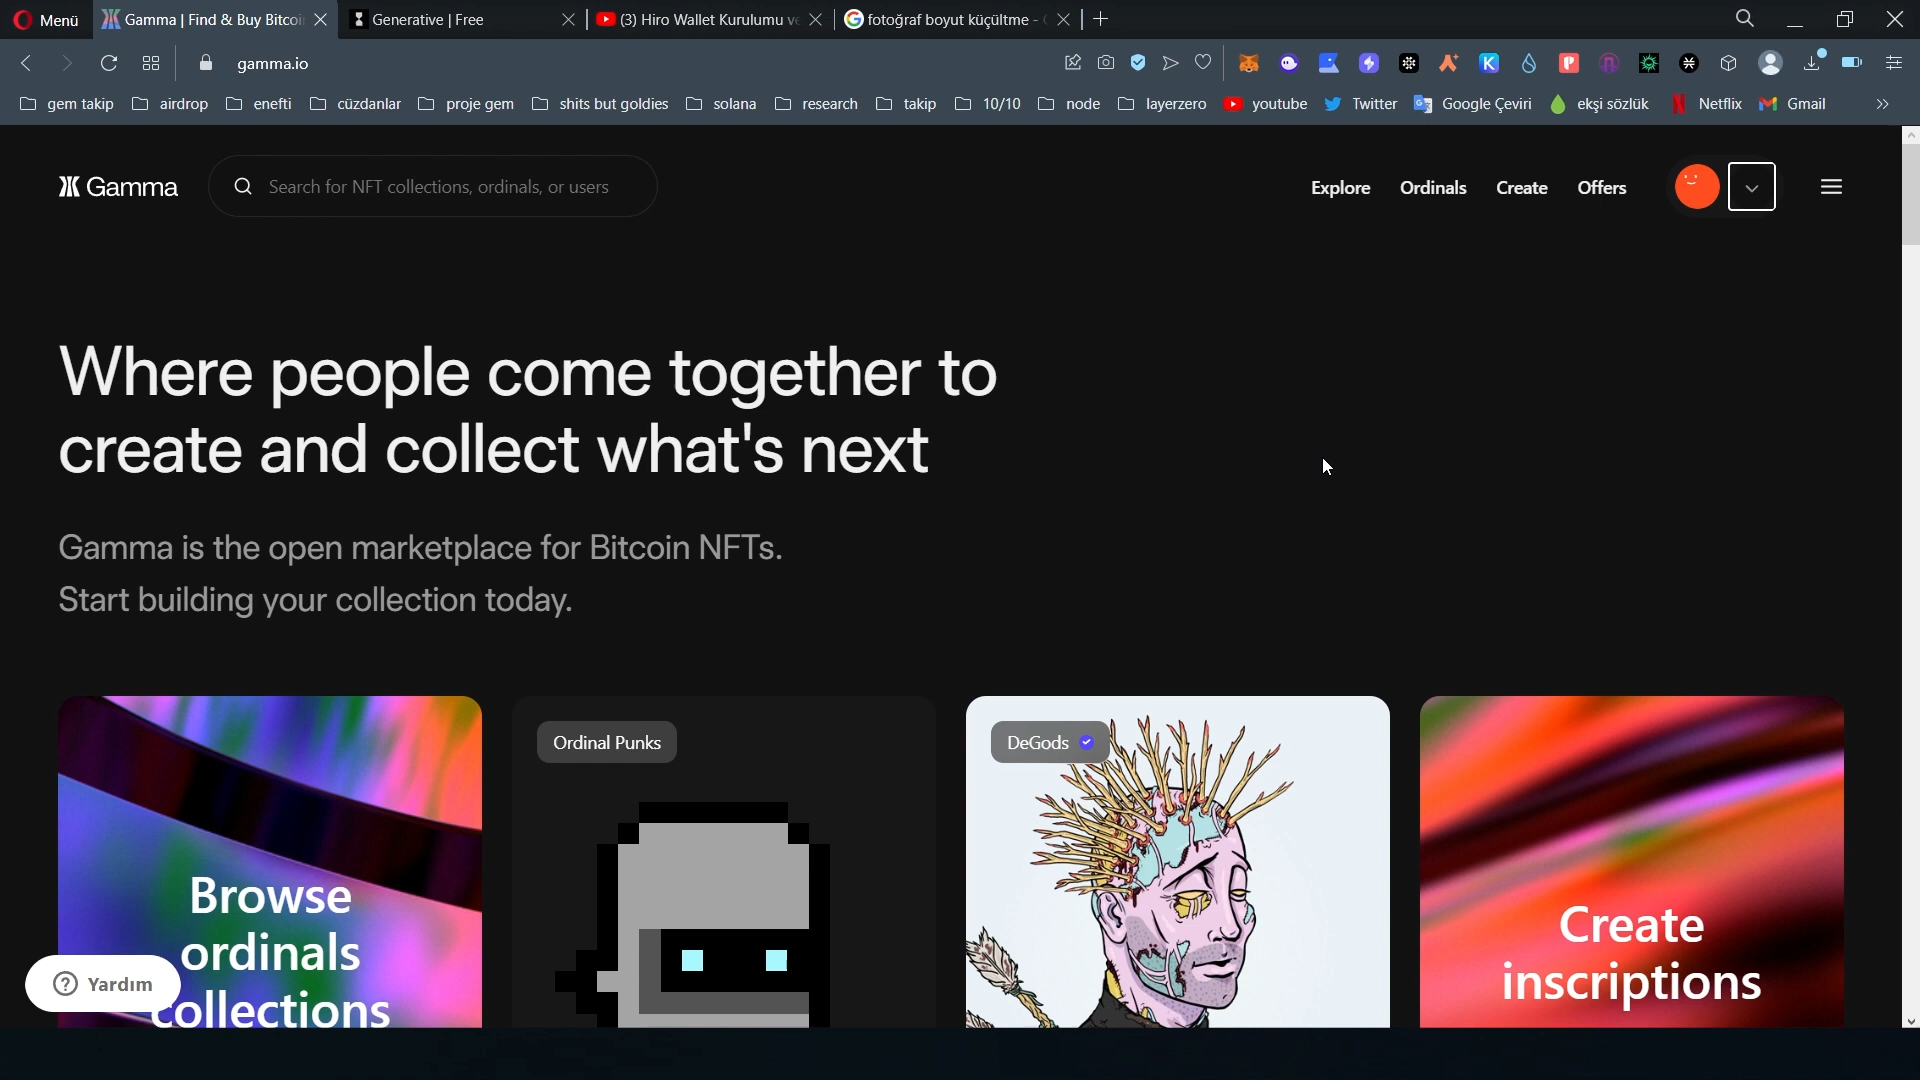 Menü
Gamma | Find & Buy Bitcoi
Generative | Free
(3) Hiro Wallet Kurulumu ve
fotoğraf boyut küçültme -
gamma.io
gem takip
airdrop
enefti
cüzdanlar
proje gem
shits but goldies
solana
research
takip
10/10
node
layerzero
youtube
Twitter
Google Çeviri
ekşi sözlük
Netflix
Gmail
Gamma
Search for NFT collections, ordinals, or users
Explore
Ordinals
Create
Offers
Where people come together to
create and collect what's next
Gamma is the open marketplace for Bitcoin NFTs.
Start building your collection today.
Browse
ordinals
collections
Ordinal Punks
DeGods
Create
inscriptions
Yardım